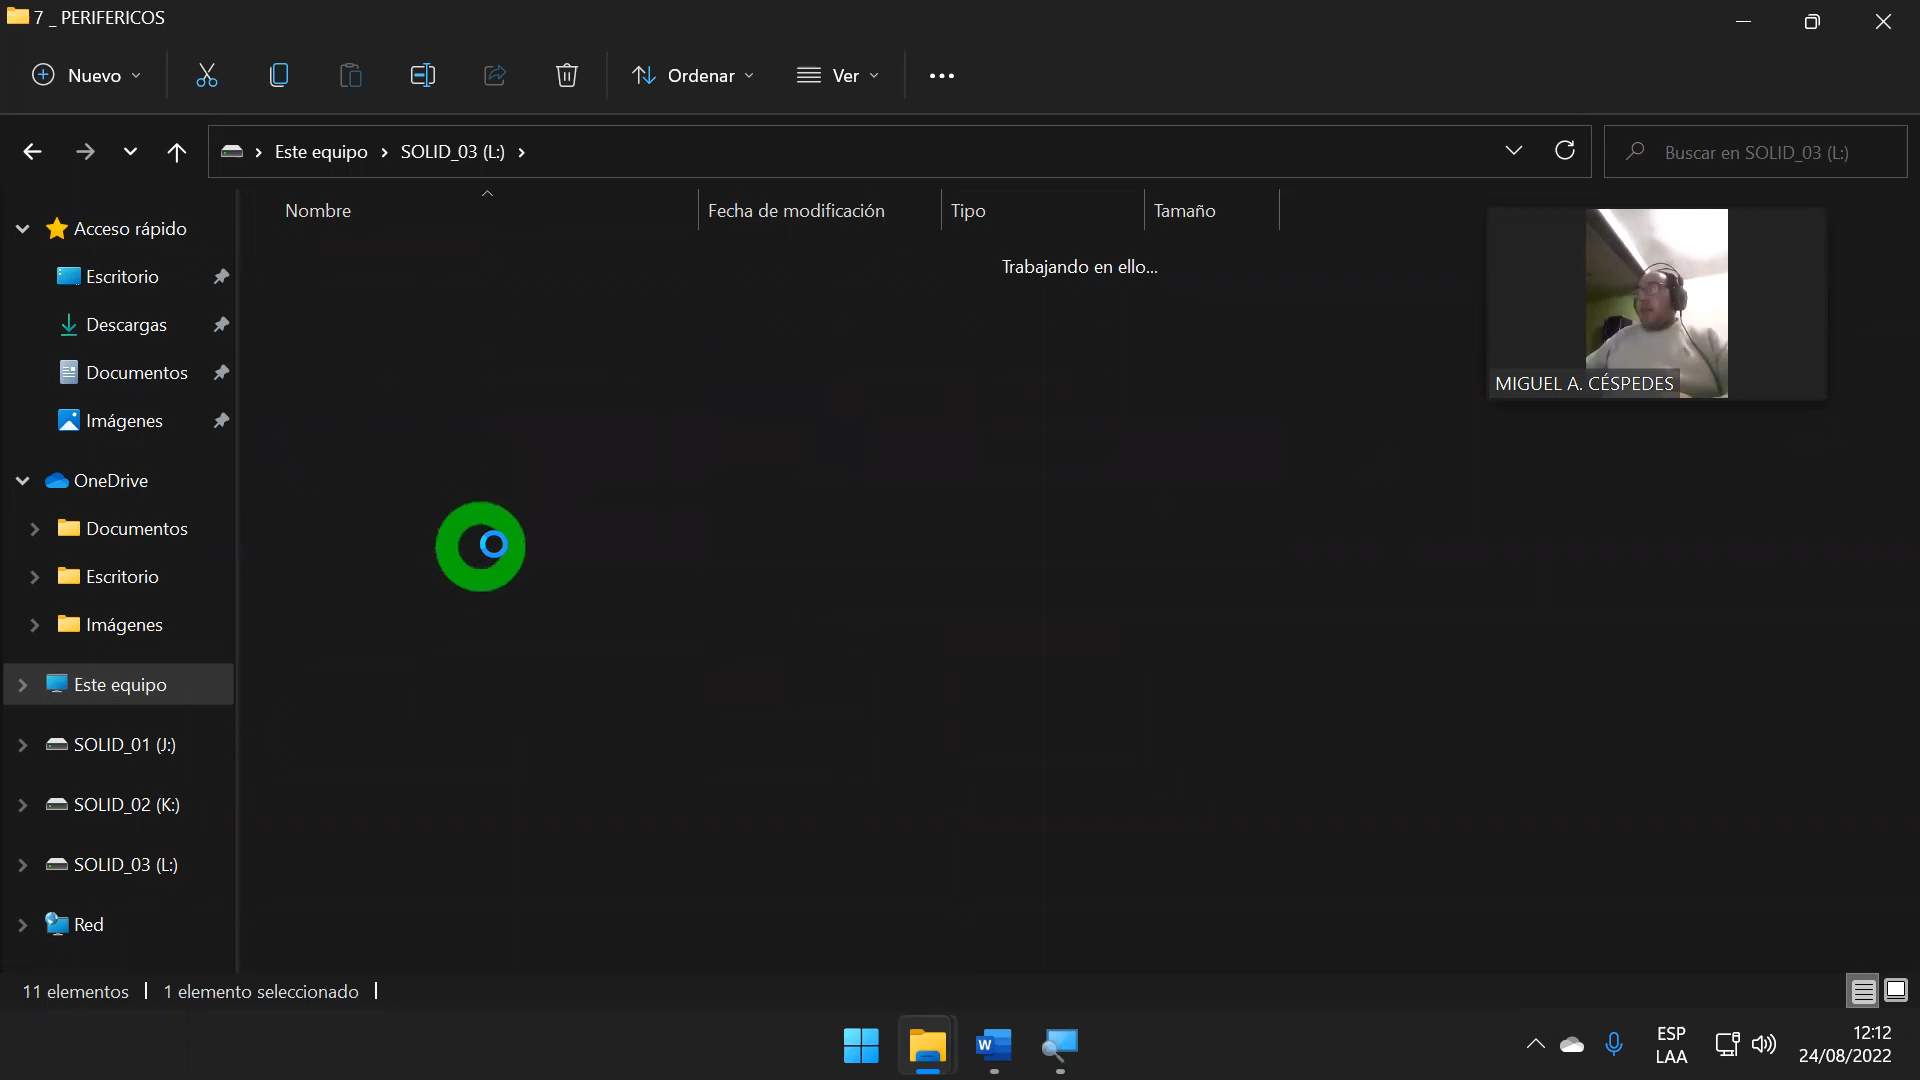 7 _ PERIFERICOS
Nuevo
Ordenar
Ver
Este equipo
SOLID_03 (L:)
Buscar en SOLID_03 (L:)
Nombre
Fecha de modificación
Tipo
Tamaño
Trabajando en ello...
MIGUEL A. CÉSPEDES
Acceso rápido
Escritorio
Descargas
Documentos
Imágenes
OneDrive
Documentos
Escritorio
Imágenes
Este equipo
SOLID_01 (J:)
SOLID_02 (K:)
SOLID_03 (L:)
Red
11 elementos
1 elemento seleccionado
W
ESP
LAA
12:12
24/08/2022